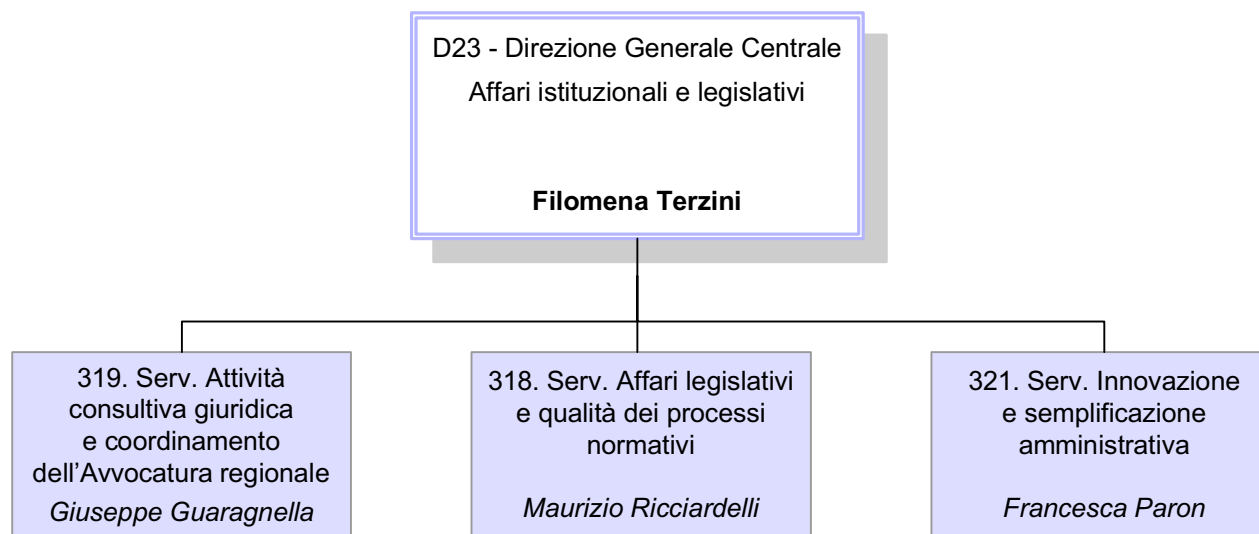 D23 - Direzione Generale Centrale
Affari istituzionali e legislativi
Filomena Terzini
319. Serv. Attività
consultiva giuridica
e coordinamento
dell’Avvocatura regionale
Giuseppe Guaragnella
318. Serv. Affari legislativi
e qualità dei processi
normativi
Maurizio Ricciardelli
321. Serv. Innovazione
e semplificazione
amministrativa
Francesca Paron